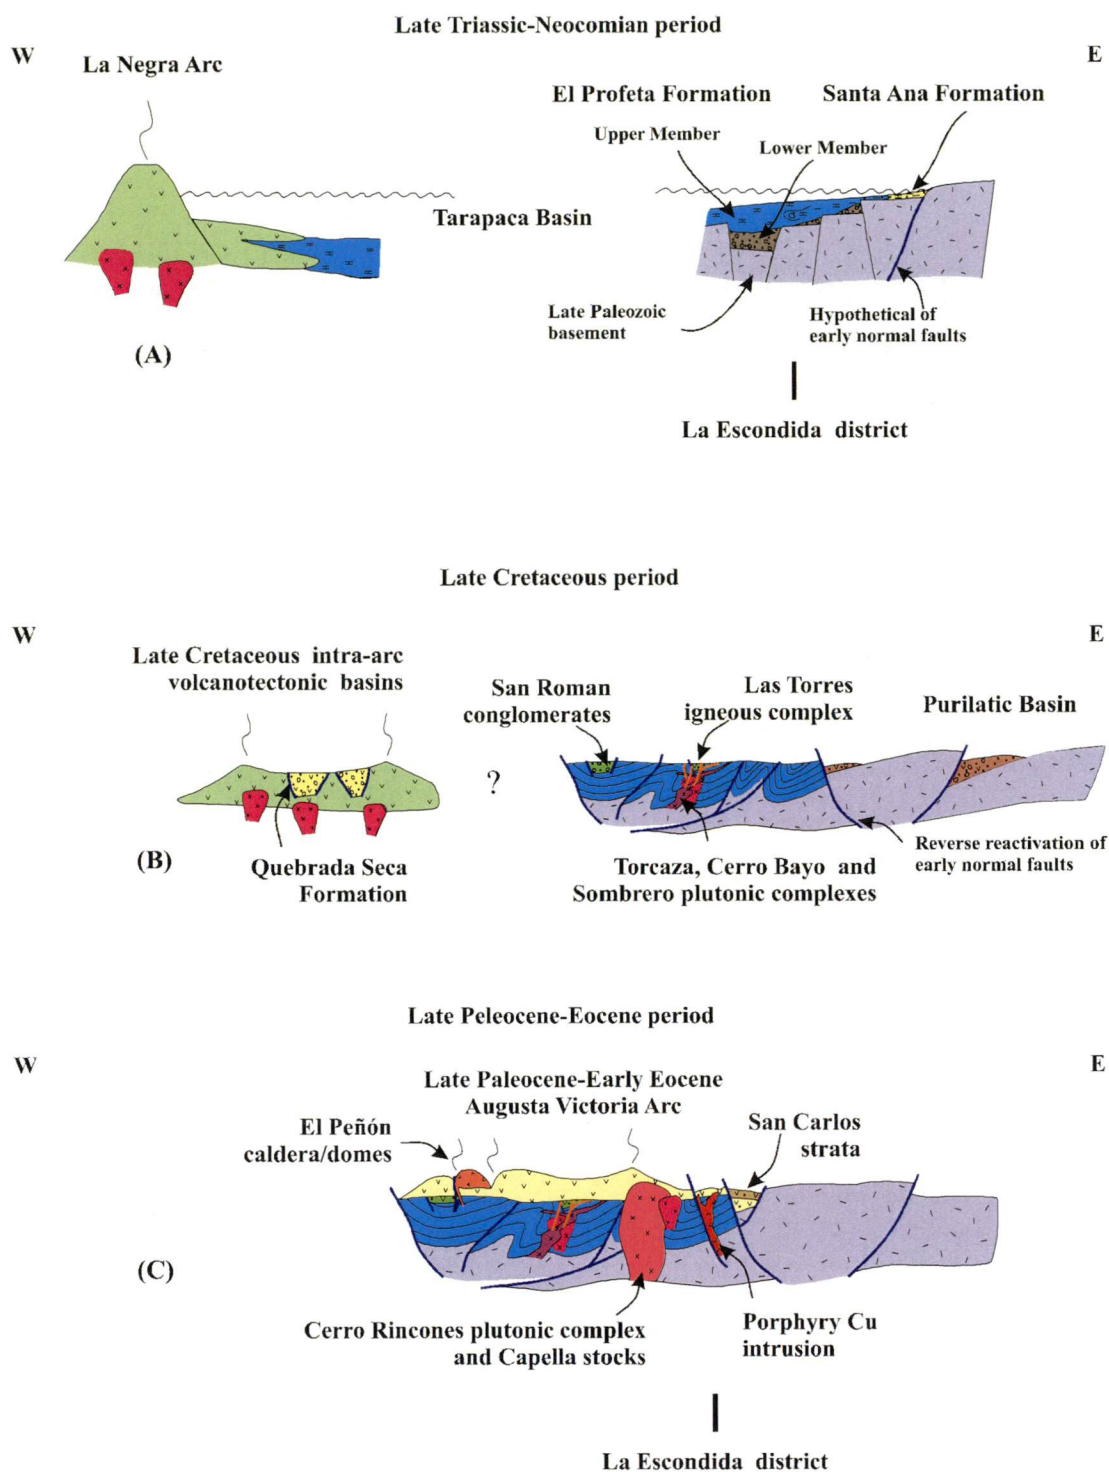 Late Triassic-Neocomian period
W
E
La Negra Arc
El Profeta Formation
Santa Ana Formation
Upper Member
Lower Member
Tarapaca Basin
Late Paleozoic
basement
Hypothetical of
early normal faults
(A)
La Escondida district
Late Cretaceous period
W
E
Late Cretaceous intra-arc
volcanotectonic basins
San Roman
conglomerates
Las Torres
igneous complex
Purilatic Basin
?
(B)
Quebrada Seca
Formation
Torcaza, Cerro Bayo and
Sombrero plutonic complexes
Reverse reactivation of
early normal faults
Late Peleocene-Eocene period
W
E
Late Paleocene-Early Eocene
Augusta Victoria Arc
El Peñón
caldera/domes
San Carlos
strata
(C)
Cerro Rincones plutonic complex
and Capella stocks
Porphyry Cu
intrusion
La Escondida district